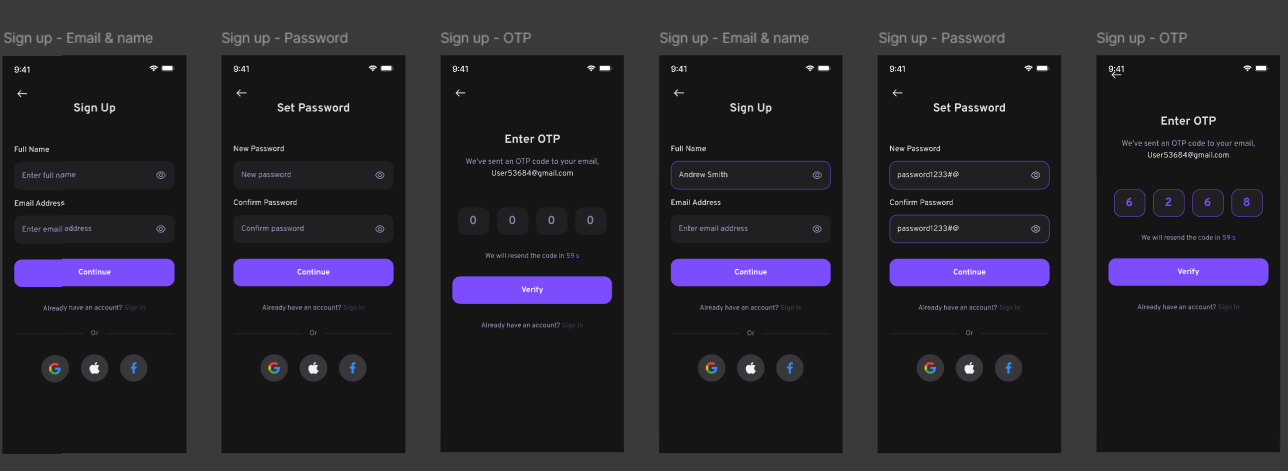 Sign up - Email & name
9:41
Sign Up
Full Name
Enter full name
Email Address
Enter email address
Continue
Already have an account? Sign In
Or
Sign up - Password
9:41
Set Password
New Password
New password
Confirm Password
Confirm password
Continue
Already have an account? Sign In
Or
Sign up - OTP
9:41
Enter OTP
We've sent an OTP code to your email,
User53684@gmail.com
0 0 0 0
We will resend the code in 59 s
Verify
Already have an account? Sign In
Sign up - Email & name
9:41
Sign Up
Full Name
Andrew Smith
Email Address
Enter email address
Continue
Already have an account? Sign In
Or
Sign up - Password
9:41
Set Password
New Password
password1233#@
Confirm Password
password1233#@
Continue
Already have an account? Sign In
Or
Sign up - OTP
9:41
Enter OTP
We've sent an OTP code to your email,
User53684@gmail.com
6 2 6 8
We will resend the code in 59 s
Verify
Already have an account? Sign In